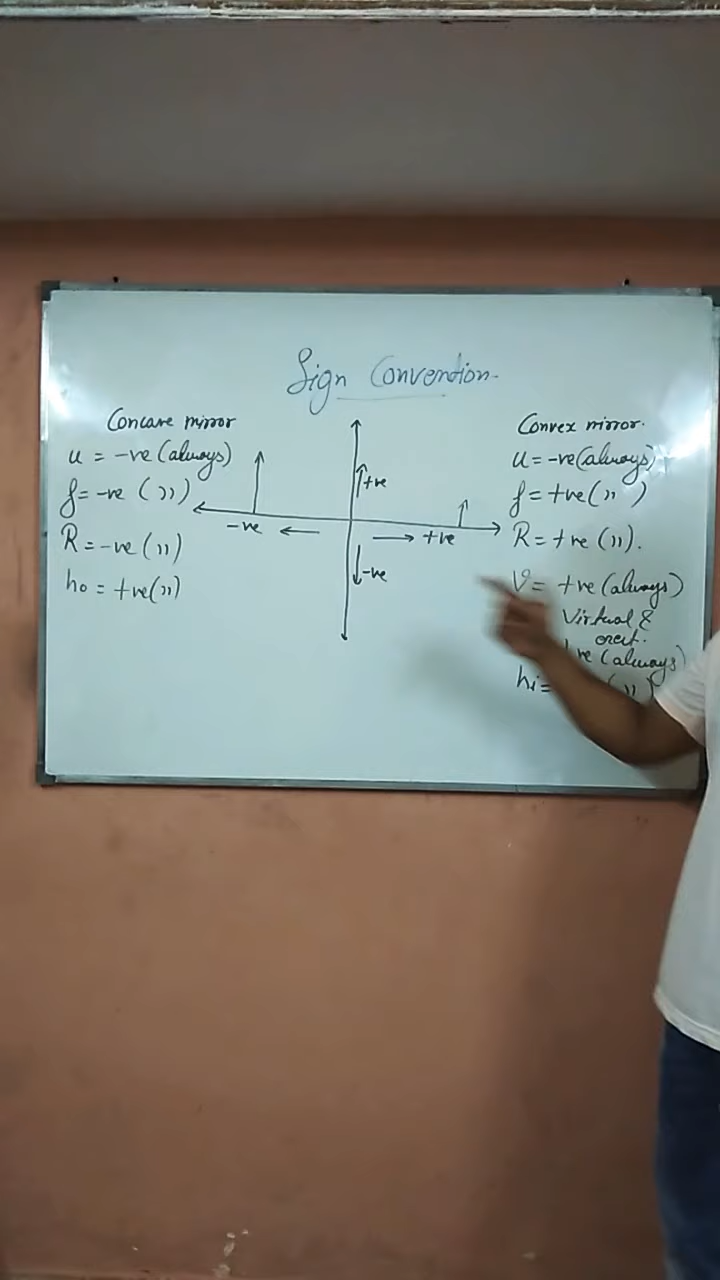 Sign Convention.
Concave mirror
u = -ve (always)
f = -ve ( ,, )
R = -ve ( ,, )
ho = +ve ( ,, )
+ve
-ve
+ve
-ve
Convex mirror.
u = -ve (always)
f = +ve ( ,, )
R = +ve ( ,, ).
V = +ve (always)
Virtual &
erect.
ve (always)
hi = ( ,, )